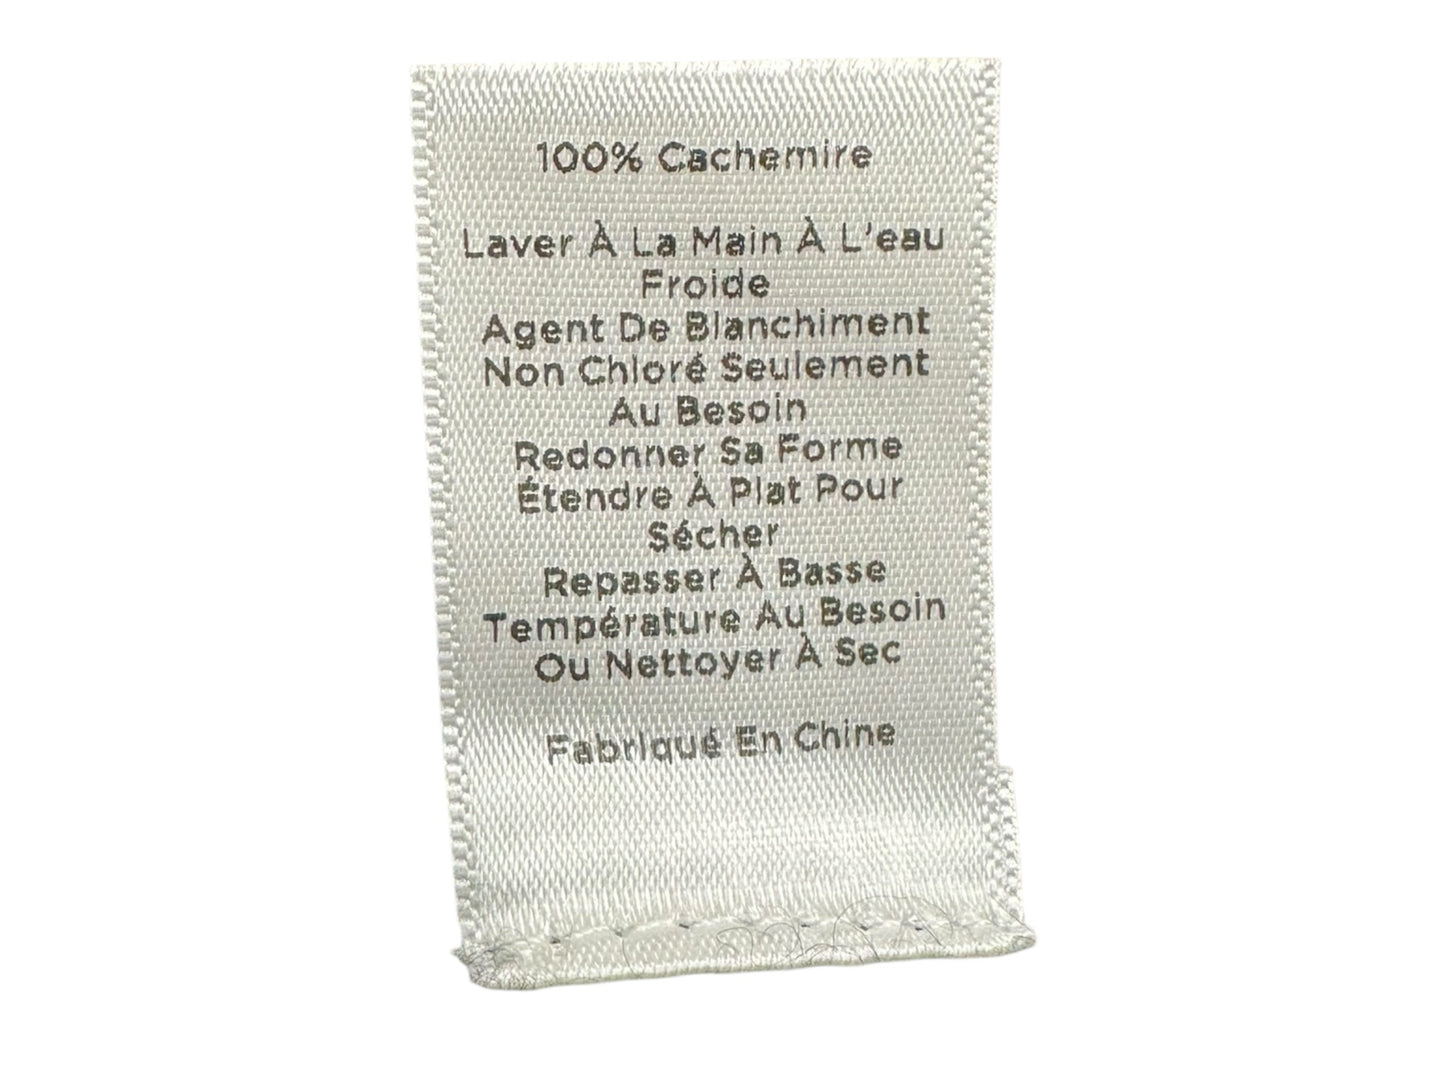 100% Cachemire
Laver À La Main À L'eau
Froide
Agent De Blanchiment
Non Chloré Seulement
Au Besoin
Redonner Sa Forme
Étendre À Plat Pour
Sécher
Repasser À Basse
Température Au Besoin
Ou Nettoyer À Sec
Fabriqué En Chine